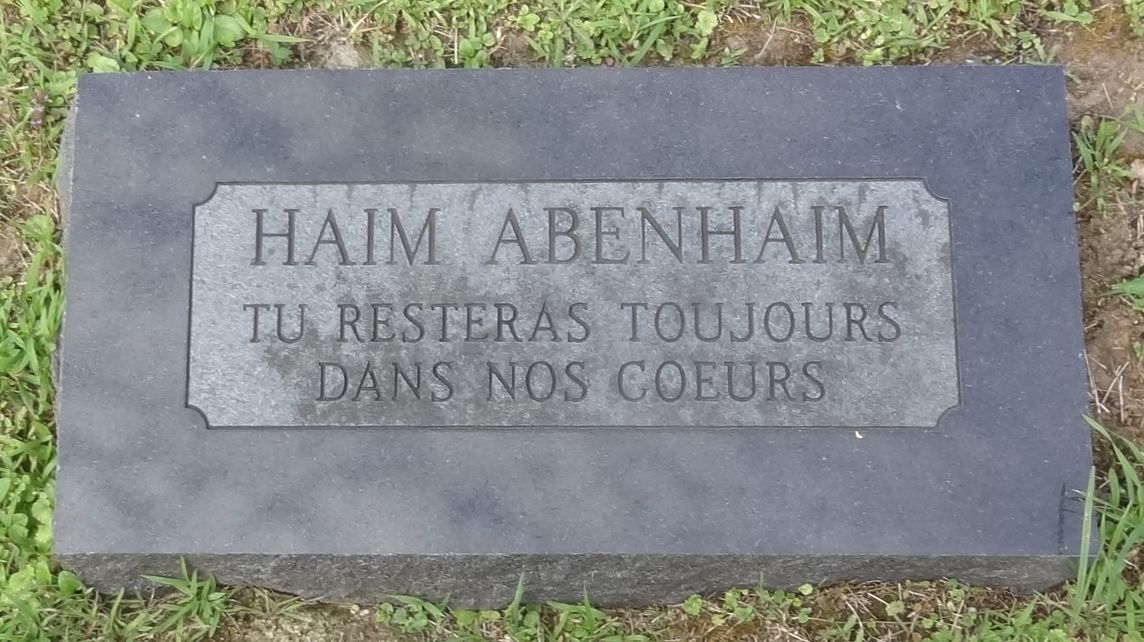 HAIM ABENHAIM
TU RESTERAS TOUJOURS
DANS NOS COEURS